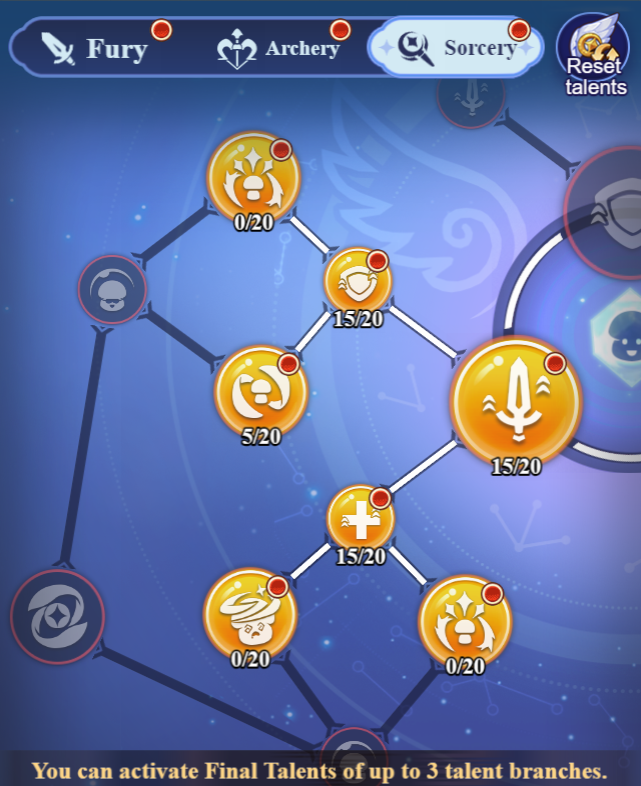 Fury
Archery
Sorcery
Reset
talents
0/20
15/20
5/20
15/20
15/20
0/20
0/20
You can activate Final Talents of up to 3 talent branches.